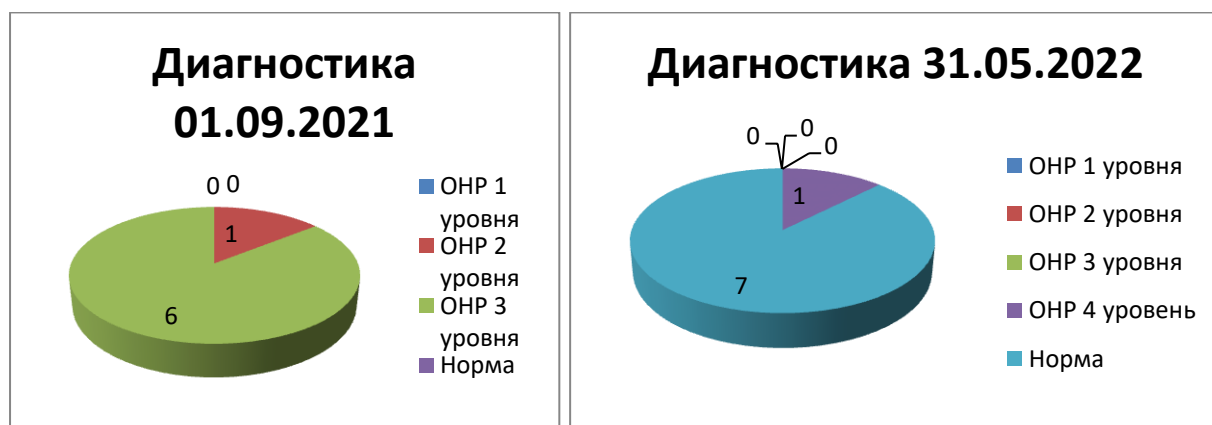 Диагностика
01.09.2021
0 0
1
6
ОНР 1
уровня
ОНР 2
уровня
ОНР 3
уровня
Норма
Диагностика 31.05.2022
0
0
0
1
7
ОНР 1 уровня
ОНР 2 уровня
ОНР 3 уровня
ОНР 4 уровень
Норма